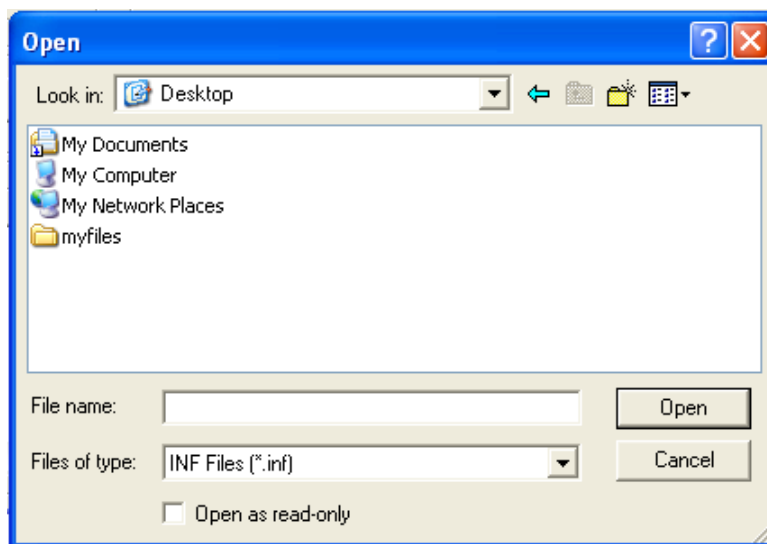 Open
Look in: Desktop
My Documents
My Computer
My Network Places
myfiles
File name: Open
Files of type: INF Files (*.inf) Cancel
Open as read-only